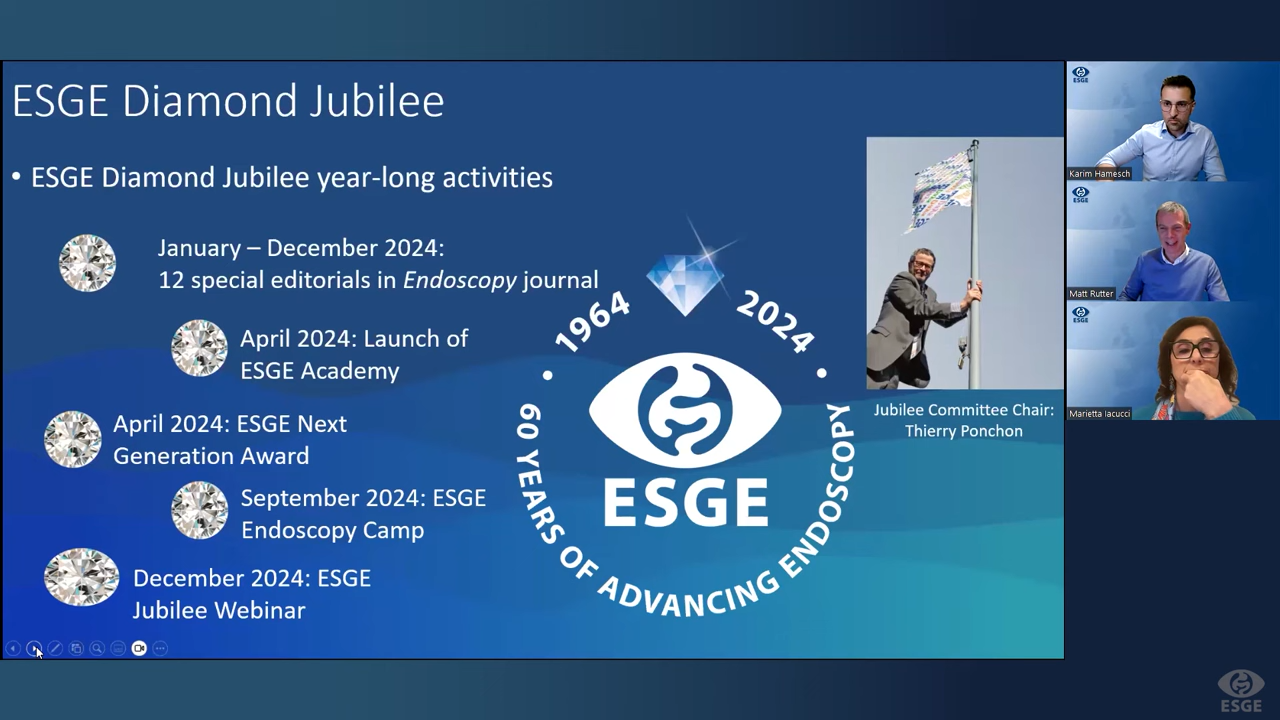 ESGE Diamond Jubilee
• ESGE Diamond Jubilee year-long activities
January – December 2024:
12 special editorials in Endoscopy journal
April 2024: Launch of
ESGE Academy
April 2024: ESGE Next
Generation Award
September 2024: ESGE
Endoscopy Camp
December 2024: ESGE
Jubilee Webinar
• 1964 2024 •
60 YEARS OF ADVANCING ENDOSCOPY
ESGE
Jubilee Committee Chair:
Thierry Ponchon
ESGE
Karim Hamesch
ESGE
Matt Rutter
ESGE
Marietta Iacucci
ESGE